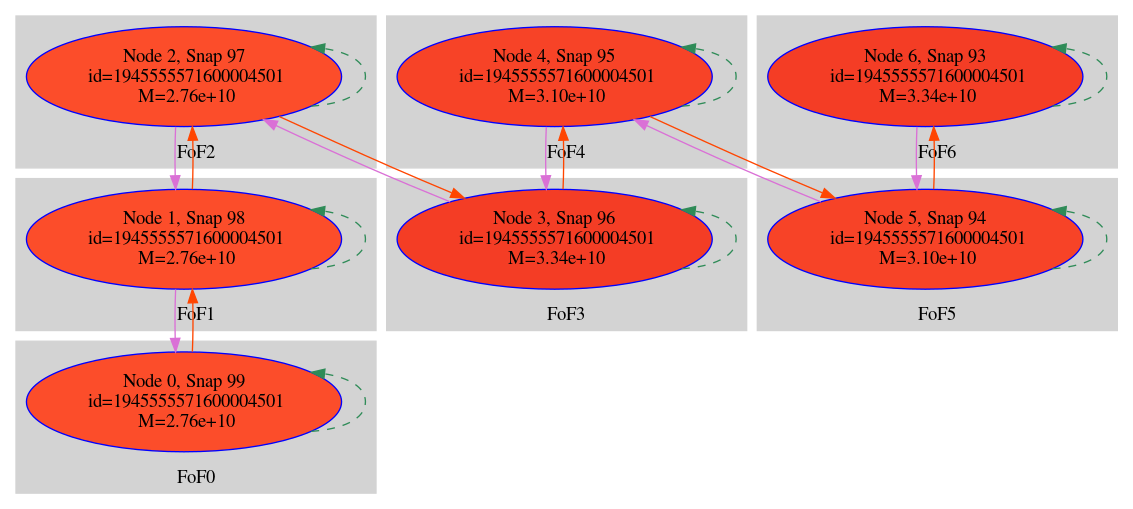 Node 2, Snap 97
id=1945555571600004501
M=2.76e+10
FoF2
Node 4, Snap 95
id=1945555571600004501
M=3.10e+10
FoF4
Node 6, Snap 93
id=1945555571600004501
M=3.34e+10
FoF6
Node 1, Snap 98
id=1945555571600004501
M=2.76e+10
FoF1
Node 3, Snap 96
id=1945555571600004501
M=3.34e+10
FoF3
Node 5, Snap 94
id=1945555571600004501
M=3.10e+10
FoF5
Node 0, Snap 99
id=1945555571600004501
M=2.76e+10
FoF0